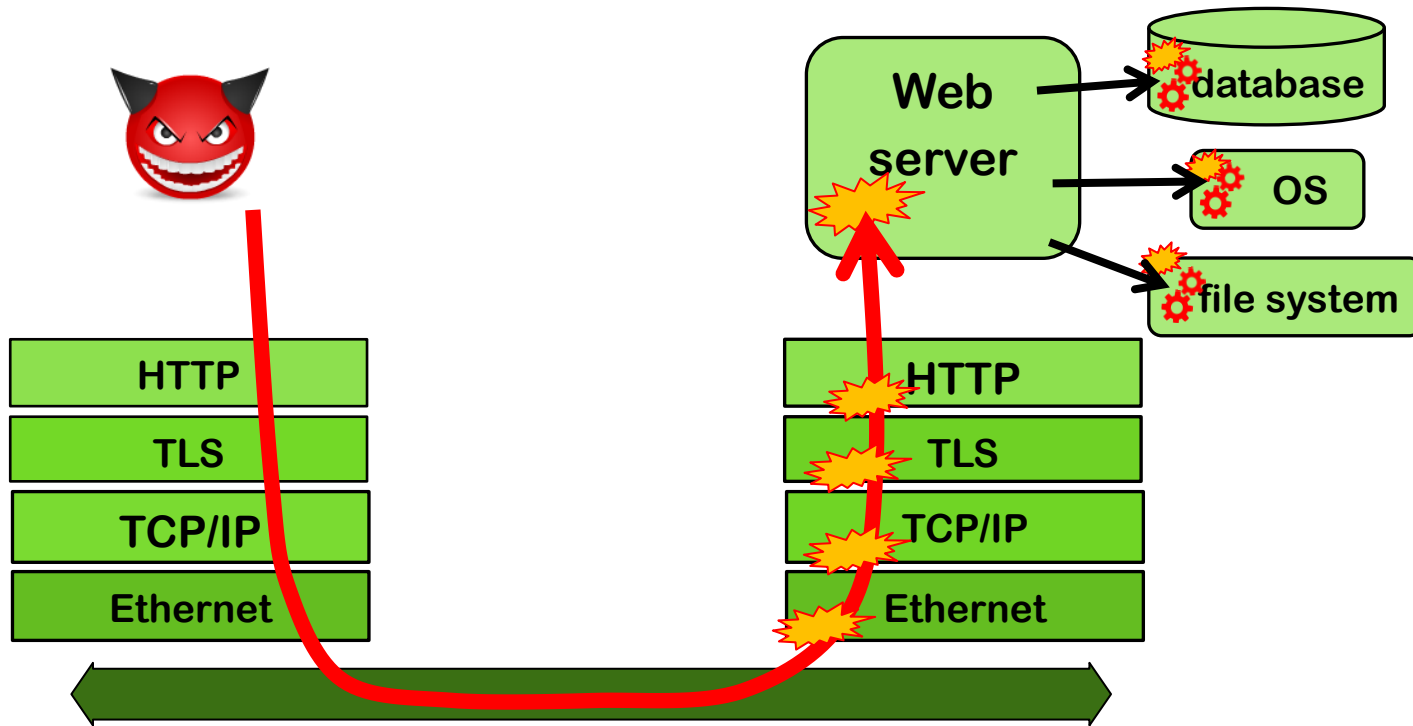 Web
server
database
OS
file system
HTTP
TLS
TCP/IP
Ethernet
HTTP
TLS
TCP/IP
Ethernet